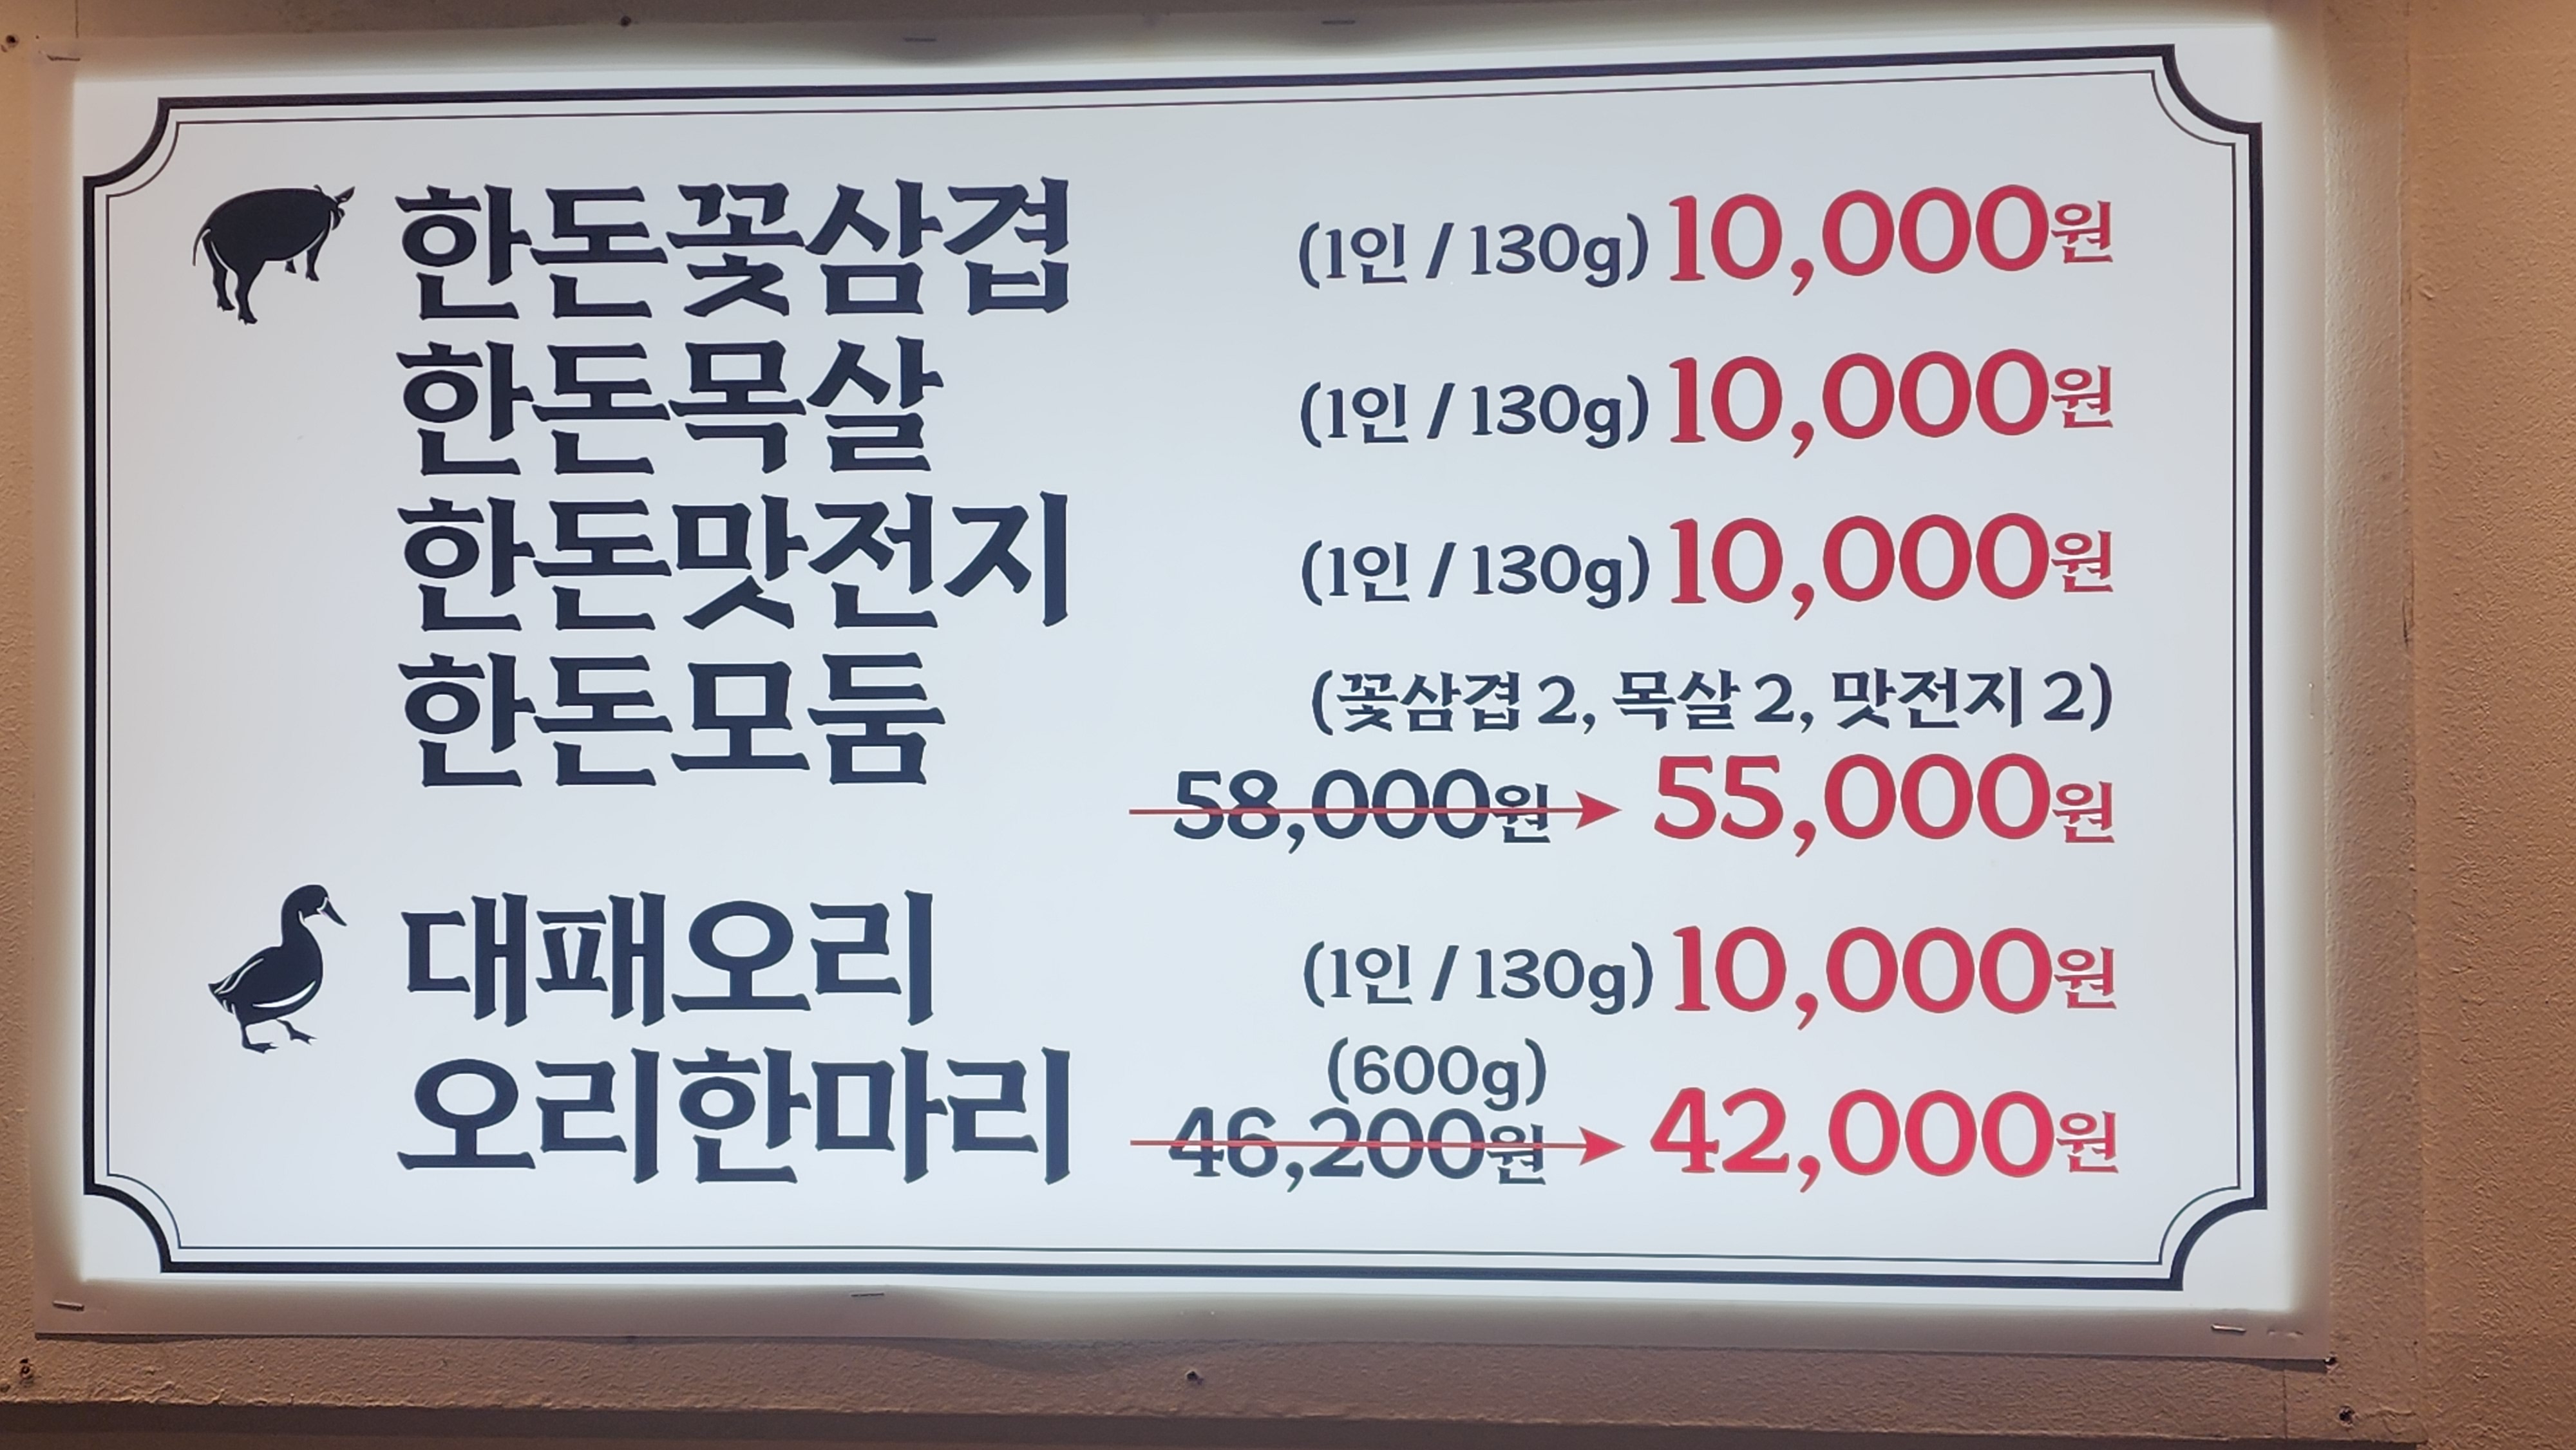 한돈꽃삼겹 (1인 / 130g) 10,000원
한돈목살 (1인 / 130g) 10,000원
한돈맛전지 (1인 / 130g) 10,000원
한돈모둠 (꽃삼겹 2, 목살 2, 맛전지 2)
58,000원 → 55,000원
대패오리 (1인 / 130g) 10,000원
(600g)
오리한마리 46,200원 → 42,000원